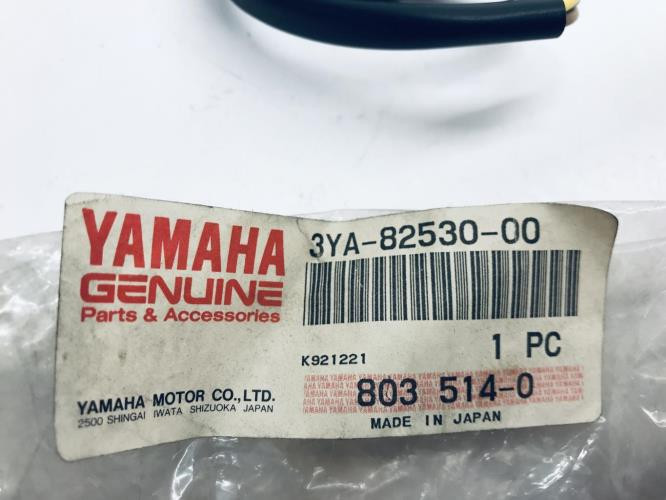 YAMAHA
GENUINE
Parts & Accessories
YAMAHA MOTOR CO., LTD.
2500 SHINGAI IWATA SHIZUOKA JAPAN
3YA-82530-00
K921221
1 PC
803 514-0
MADE IN JAPAN